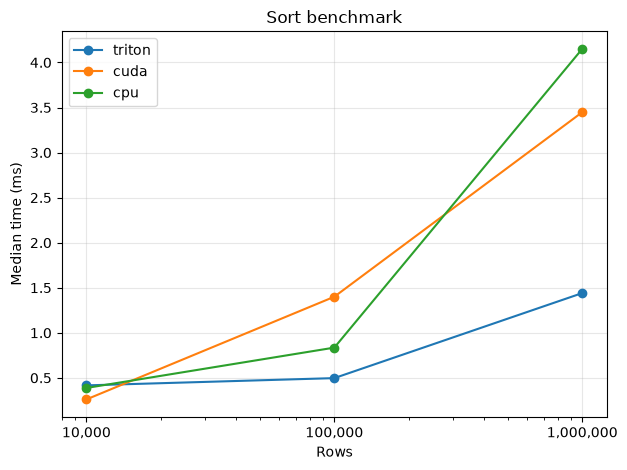 Sort benchmark
triton
cuda
cpu
Median time (ms)
4.0
3.5
3.0
2.5
2.0
1.5
1.0
0.5
10,000
100,000
1,000,000
Rows